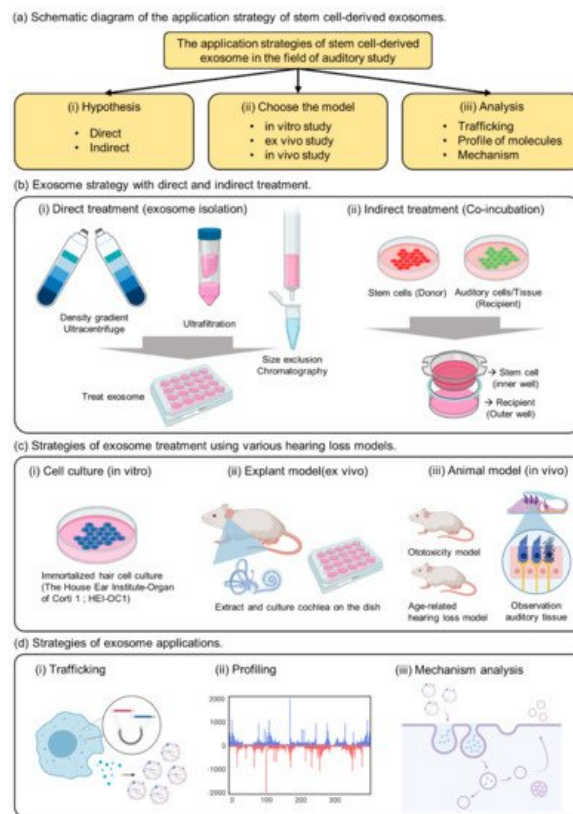 (a) Schematic diagram of the application strategy of stem cell-derived exosomes.
The application strategies of stem cell-derived
exosome in the field of auditory study
(i) Hypothesis
• Direct
• Indirect
(ii) Choose the model
• in vitro study
• ex vivo study
• in vivo study
(iii) Analysis
• Trafficking
• Profile of molecules
• Mechanism
(b) Exosome strategy with direct and indirect treatment.
(i) Direct treatment (exosome isolation)
Density gradient
Ultracentrifuge
Ultrafiltration
Size exclusion
Chromatography
Treat exosome
(ii) Indirect treatment (Co-incubation)
Stem cells (Donor)
Auditory cells/Tissue
(Recipient)
→ Stem cell
(inner well)
→ Recipient
(Outer well)
(c) Strategies of exosome treatment using various hearing loss models.
(i) Cell culture (in vitro)
Immortalized hair cell culture
(The House Ear Institute-Organ
of Corti 1 ; HEI-OC1)
(ii) Explant model(ex vivo)
Extract and culture cochlea on the dish
(iii) Animal model (in vivo)
Ototoxicity model
Age-related
hearing loss model
Observation
auditory tissue
(d) Strategies of exosome applications.
(i) Trafficking
(ii) Profiling
2000
1000
0
-1000
-2000
0
100
200
300
(iii) Mechanism analysis